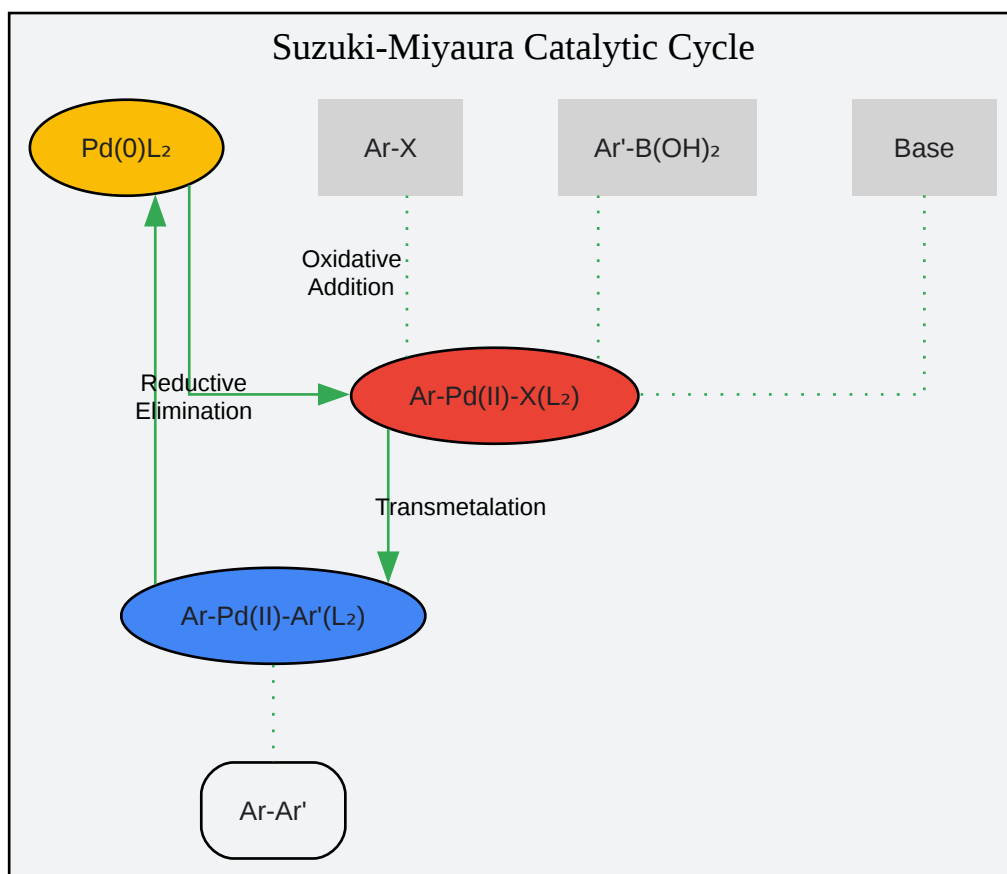 Suzuki-Miyaura Catalytic Cycle
Pd(0)L₂
Ar-X
Ar'-B(OH)₂
Base
Oxidative
Addition
Reductive
Elimination
Ar-Pd(II)-X(L₂)
Transmetalation
Ar-Pd(II)-Ar'(L₂)
Ar-Ar'